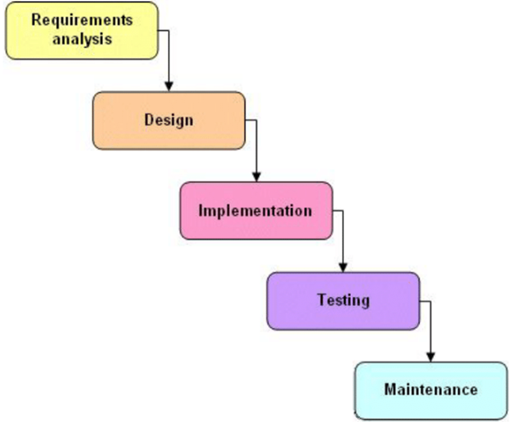 Requirements
analysis
Design
Implementation
Testing
Maintenance